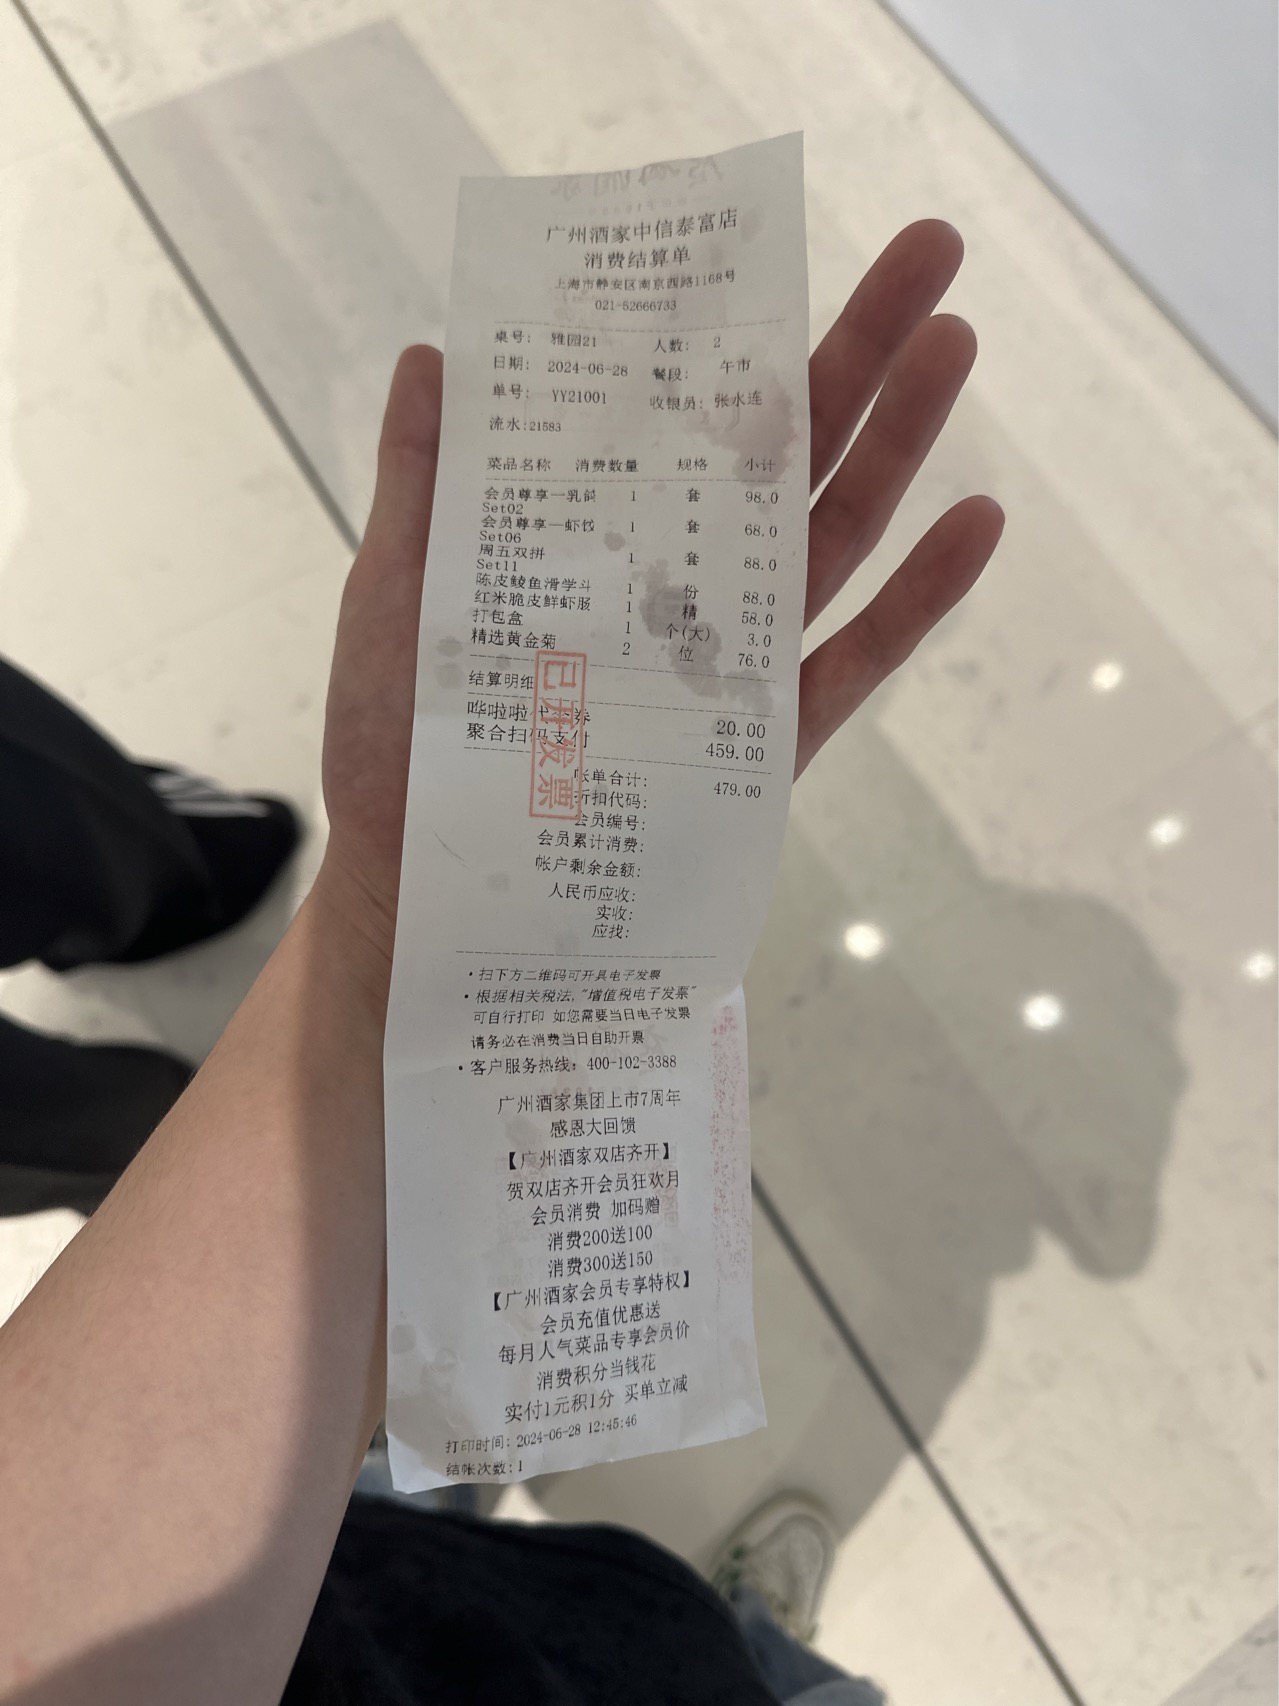 广州酒家中信泰富店
消费结算单
上海市静安区南京西路1168号
021-52666733
桌号: 雅园21 人数: 2
日期: 2024-06-28 餐段: 午市
单号: YY21001 收银员: 张水连
流水:21583
菜品名称 消费数量 规格 小计
会员尊享一乳鸽 1 套 98.0
Set02
会员尊享一虾饺 1 套 68.0
Set06
周五双拼 1 套 88.0
Set11
陈皮鲮鱼滑学斗 1 份 88.0
红米脆皮鲜虾肠 1 精 58.0
打包盒 1 个(大) 3.0
精选黄金菊 2 位 76.0
结算明细
哗啦啦代金券 20.00
聚合扫码支付 459.00
已开发票
帐单合计: 479.00
折扣代码:
会员编号:
会员累计消费:
帐户剩余金额:
人民币应收:
实收:
应找:
·扫下方二维码可开具电子发票
·根据相关税法,"增值税电子发票"
可自行打印 如您需要当日电子发票
请务必在消费当日自助开票
·客户服务热线: 400-102-3388
广州酒家集团上市7周年
感恩大回馈
【广州酒家双店齐开】
贺双店齐开会员狂欢月
会员消费 加码赠
消费200送100
消费300送150
【广州酒家会员专享特权】
会员充值优惠送
每月人气菜品专享会员价
消费积分当钱花
实付1元积1分 买单立减
打印时间: 2024-06-28 12:45:46
结帐次数:1